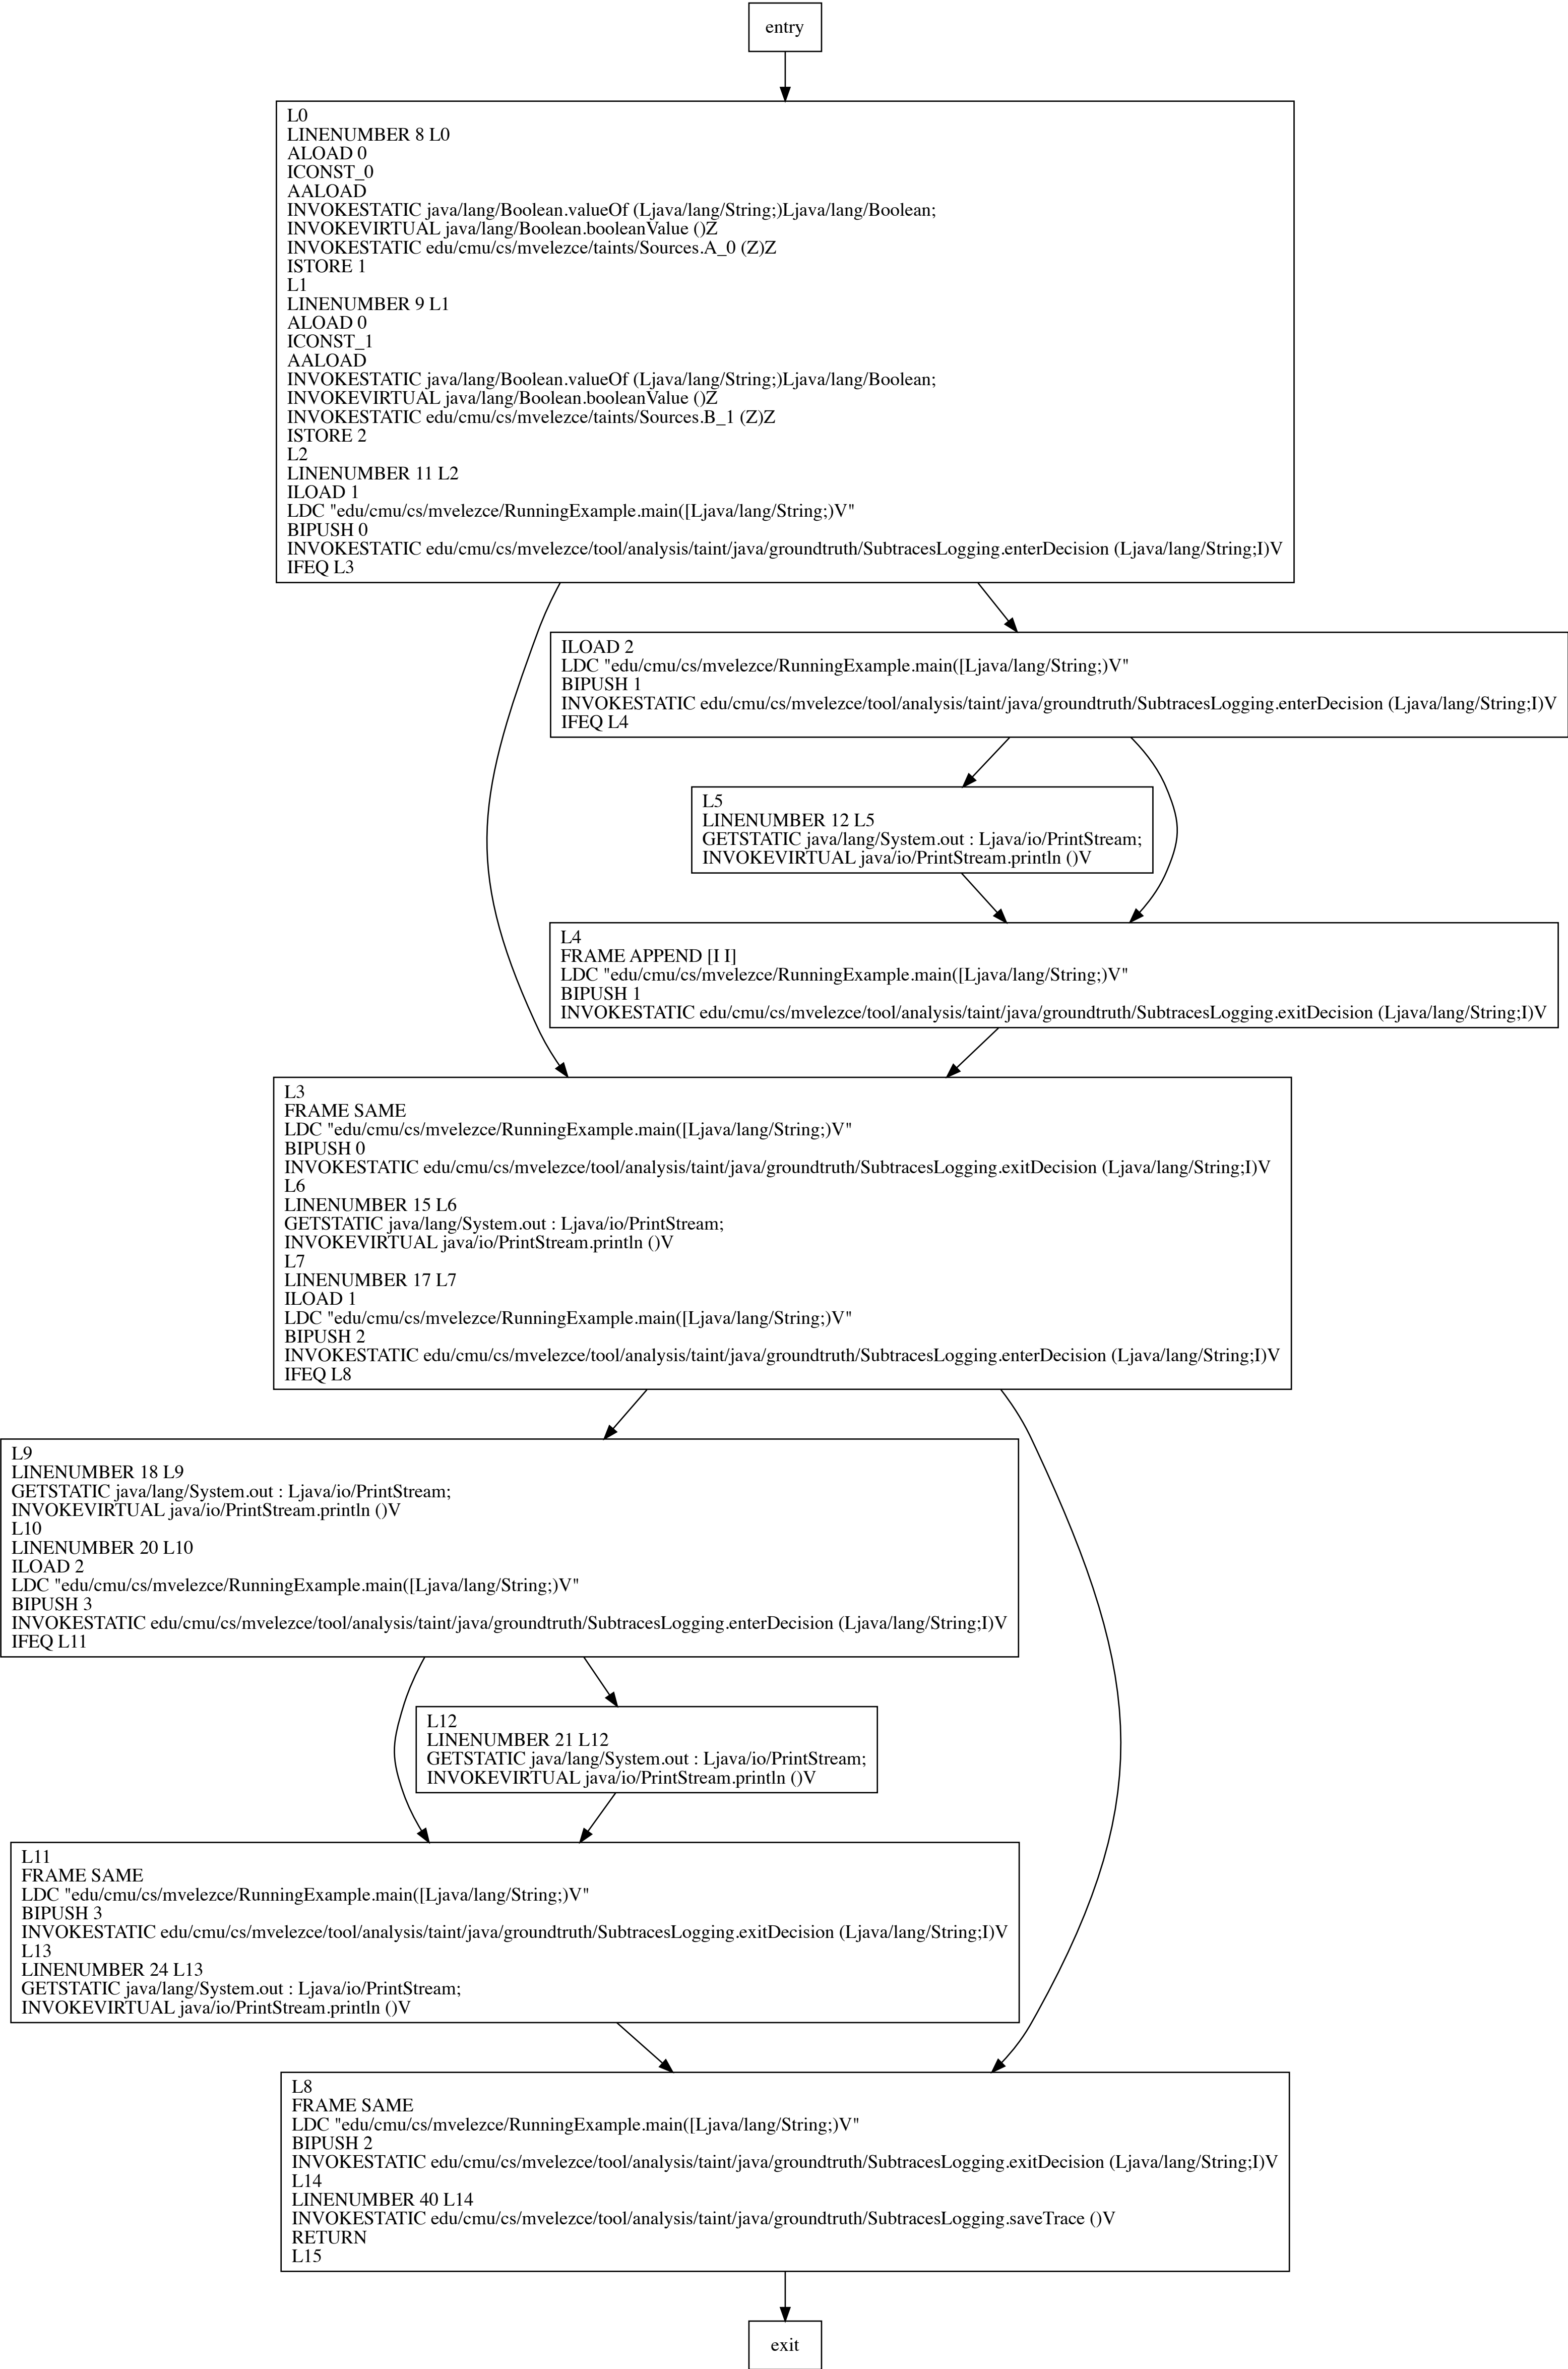 entry
L0
LINENUMBER 8 L0
ALOAD 0
ICONST_0
AALOAD
INVOKESTATIC java/lang/Boolean.valueOf (Ljava/lang/String;)Ljava/lang/Boolean;
INVOKEVIRTUAL java/lang/Boolean.booleanValue ()Z
INVOKESTATIC edu/cmu/cs/mvelezce/taints/Sources.A_0 (Z)Z
ISTORE 1
L1
LINENUMBER 9 L1
ALOAD 0
ICONST_1
AALOAD
INVOKESTATIC java/lang/Boolean.valueOf (Ljava/lang/String;)Ljava/lang/Boolean;
INVOKEVIRTUAL java/lang/Boolean.booleanValue ()Z
INVOKESTATIC edu/cmu/cs/mvelezce/taints/Sources.B_1 (Z)Z
ISTORE 2
L2
LINENUMBER 11 L2
ILOAD 1
LDC "edu/cmu/cs/mvelezce/RunningExample.main([Ljava/lang/String;)V"
BIPUSH 0
INVOKESTATIC edu/cmu/cs/mvelezce/tool/analysis/taint/java/groundtruth/SubtracesLogging.enterDecision (Ljava/lang/String;I)V
IFEQ L3
ILOAD 2
LDC "edu/cmu/cs/mvelezce/RunningExample.main([Ljava/lang/String;)V"
BIPUSH 1
INVOKESTATIC edu/cmu/cs/mvelezce/tool/analysis/taint/java/groundtruth/SubtracesLogging.enterDecision (Ljava/lang/String;I)V
IFEQ L4
L5
LINENUMBER 12 L5
GETSTATIC java/lang/System.out : Ljava/io/PrintStream;
INVOKEVIRTUAL java/io/PrintStream.println ()V
L4
FRAME APPEND [I I]
LDC "edu/cmu/cs/mvelezce/RunningExample.main([Ljava/lang/String;)V"
BIPUSH 1
INVOKESTATIC edu/cmu/cs/mvelezce/tool/analysis/taint/java/groundtruth/SubtracesLogging.exitDecision (Ljava/lang/String;I)V
L3
FRAME SAME
LDC "edu/cmu/cs/mvelezce/RunningExample.main([Ljava/lang/String;)V"
BIPUSH 0
INVOKESTATIC edu/cmu/cs/mvelezce/tool/analysis/taint/java/groundtruth/SubtracesLogging.exitDecision (Ljava/lang/String;I)V
L6
LINENUMBER 15 L6
GETSTATIC java/lang/System.out : Ljava/io/PrintStream;
INVOKEVIRTUAL java/io/PrintStream.println ()V
L7
LINENUMBER 17 L7
ILOAD 1
LDC "edu/cmu/cs/mvelezce/RunningExample.main([Ljava/lang/String;)V"
BIPUSH 2
INVOKESTATIC edu/cmu/cs/mvelezce/tool/analysis/taint/java/groundtruth/SubtracesLogging.enterDecision (Ljava/lang/String;I)V
IFEQ L8
L9
LINENUMBER 18 L9
GETSTATIC java/lang/System.out : Ljava/io/PrintStream;
INVOKEVIRTUAL java/io/PrintStream.println ()V
L10
LINENUMBER 20 L10
ILOAD 2
LDC "edu/cmu/cs/mvelezce/RunningExample.main([Ljava/lang/String;)V"
BIPUSH 3
INVOKESTATIC edu/cmu/cs/mvelezce/tool/analysis/taint/java/groundtruth/SubtracesLogging.enterDecision (Ljava/lang/String;I)V
IFEQ L11
L12
LINENUMBER 21 L12
GETSTATIC java/lang/System.out : Ljava/io/PrintStream;
INVOKEVIRTUAL java/io/PrintStream.println ()V
L11
FRAME SAME
LDC "edu/cmu/cs/mvelezce/RunningExample.main([Ljava/lang/String;)V"
BIPUSH 3
INVOKESTATIC edu/cmu/cs/mvelezce/tool/analysis/taint/java/groundtruth/SubtracesLogging.exitDecision (Ljava/lang/String;I)V
L13
LINENUMBER 24 L13
GETSTATIC java/lang/System.out : Ljava/io/PrintStream;
INVOKEVIRTUAL java/io/PrintStream.println ()V
L8
FRAME SAME
LDC "edu/cmu/cs/mvelezce/RunningExample.main([Ljava/lang/String;)V"
BIPUSH 2
INVOKESTATIC edu/cmu/cs/mvelezce/tool/analysis/taint/java/groundtruth/SubtracesLogging.exitDecision (Ljava/lang/String;I)V
L14
LINENUMBER 40 L14
INVOKESTATIC edu/cmu/cs/mvelezce/tool/analysis/taint/java/groundtruth/SubtracesLogging.saveTrace ()V
RETURN
L15
exit